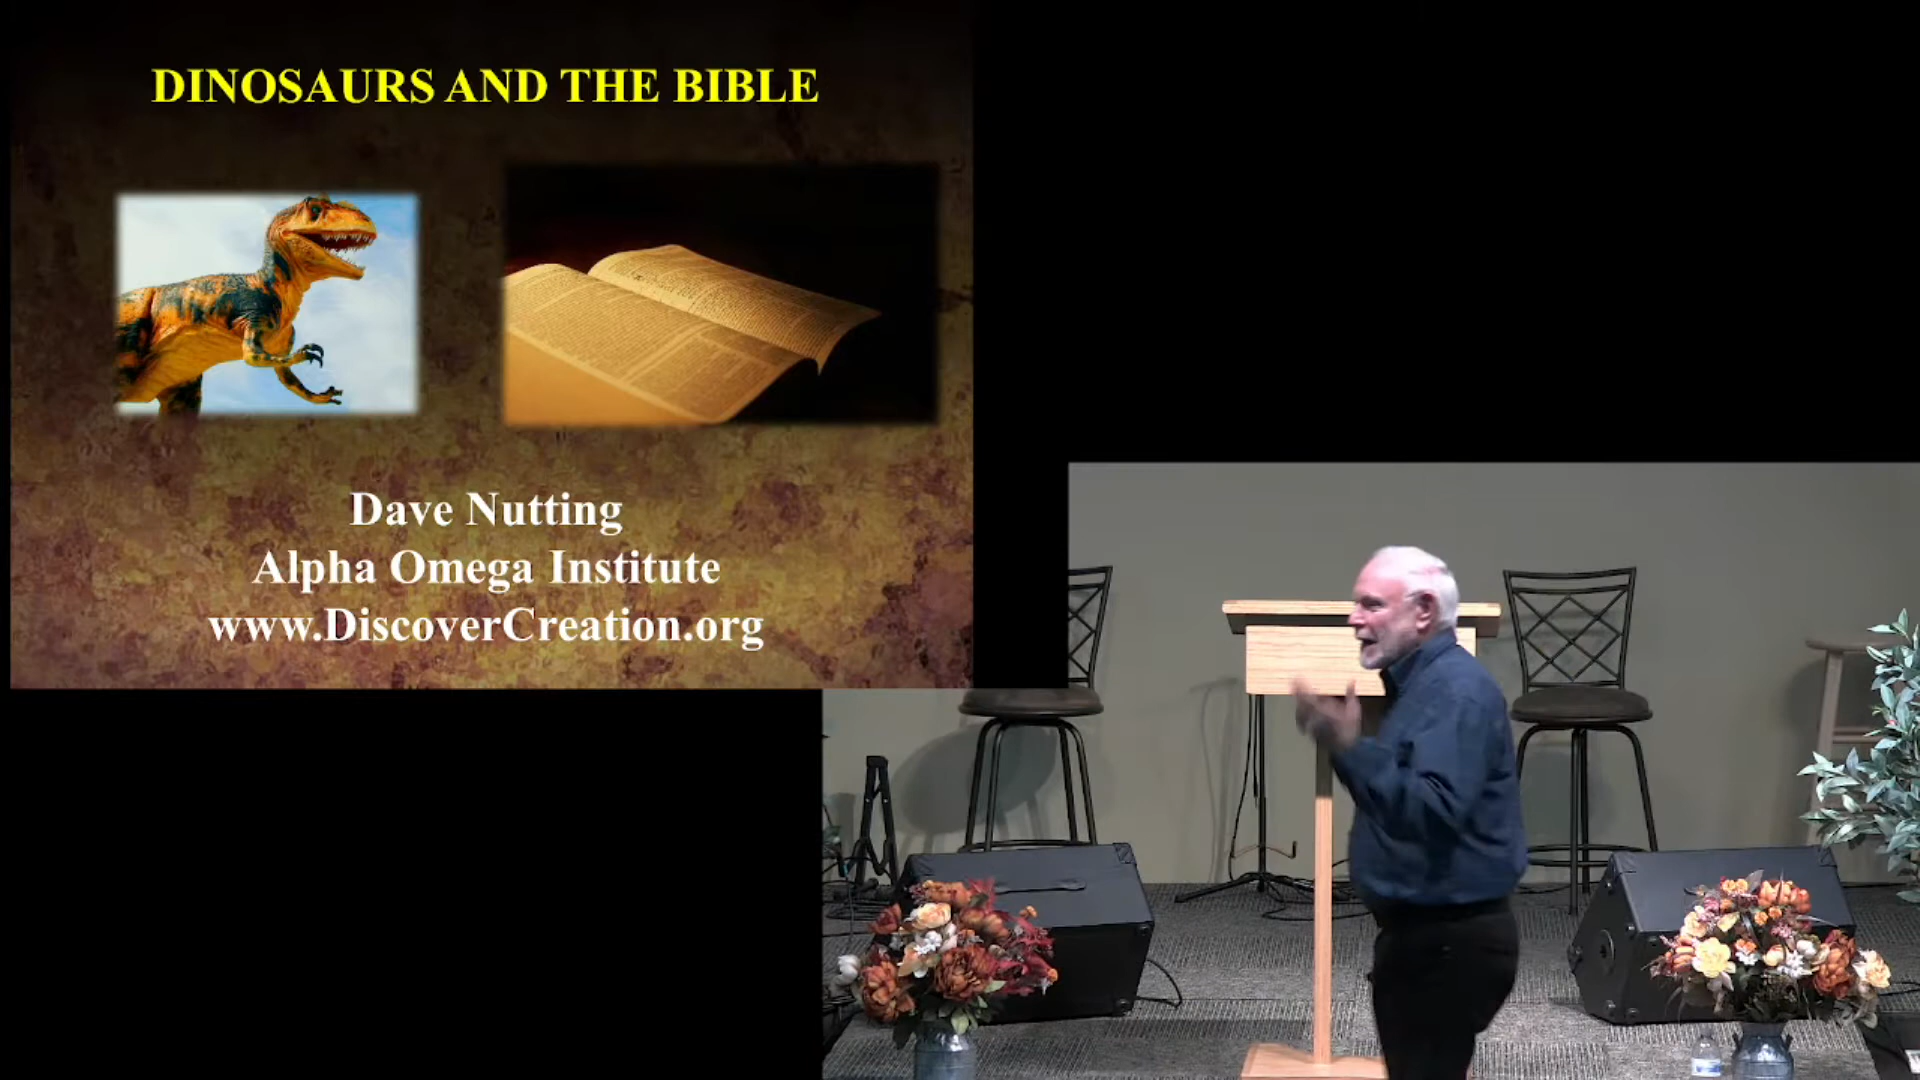 DINOSAURS AND THE BIBLE
Dave Nutting
Alpha Omega Institute
www.DiscoverCreation.org